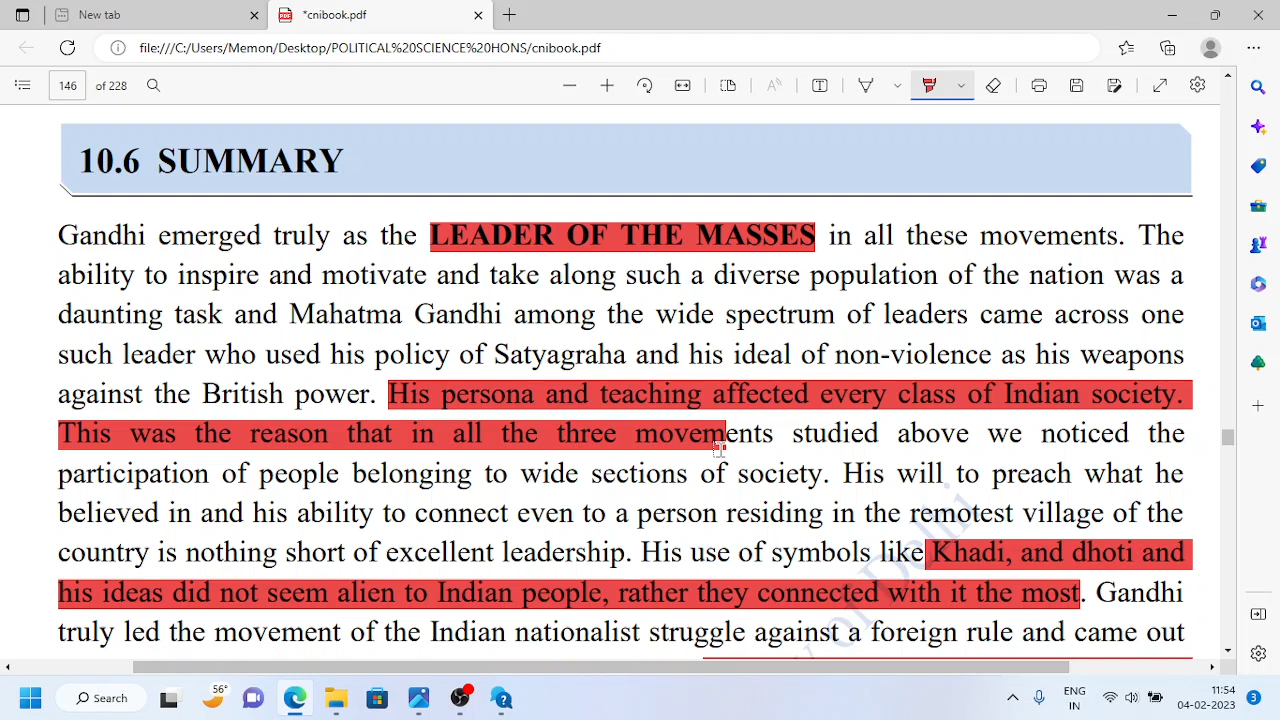 New tab
*cnibook.pdf
file:///C:/Users/Memon/Desktop/POLITICAL%20SCIENCE%20HONS/cnibook.pdf
146 of 228
10.6 SUMMARY
Gandhi emerged truly as the LEADER OF THE MASSES in all these movements. The
ability to inspire and motivate and take along such a diverse population of the nation was a
daunting task and Mahatma Gandhi among the wide spectrum of leaders came across one
such leader who used his policy of Satyagraha and his ideal of non-violence as his weapons
against the British power. His persona and teaching affected every class of Indian society.
This was the reason that in all the three movements studied above we noticed the
participation of people belonging to wide sections of society. His will to preach what he
believed in and his ability to connect even to a person residing in the remotest village of the
country is nothing short of excellent leadership. His use of symbols like Khadi, and dhoti and
his ideas did not seem alien to Indian people, rather they connected with it the most. Gandhi
truly led the movement of the Indian nationalist struggle against a foreign rule and came out
y of Delhi
Search
56°
ENG
IN
11:54
04-02-2023
3